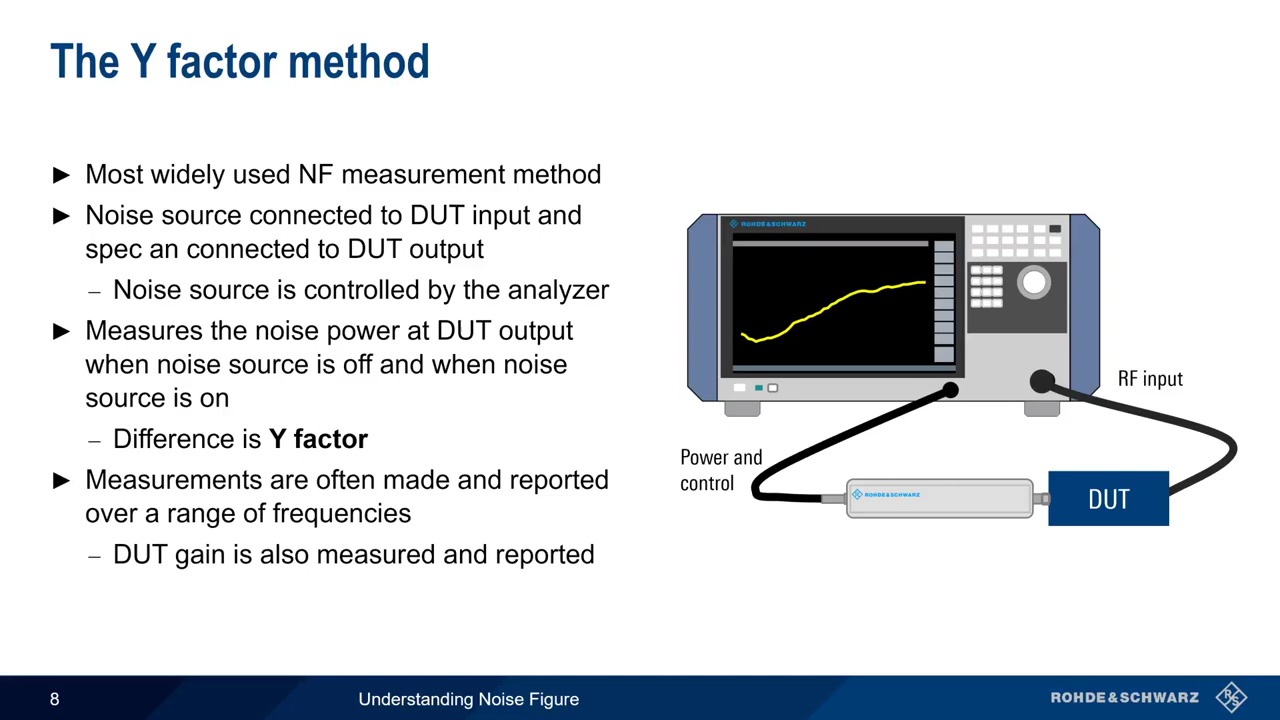 The Y factor method
► Most widely used NF measurement method
► Noise source connected to DUT input and
spec an connected to DUT output
– Noise source is controlled by the analyzer
► Measures the noise power at DUT output
when noise source is off and when noise
source is on
– Difference is Y factor
► Measurements are often made and reported
over a range of frequencies
– DUT gain is also measured and reported
ROHDE&SCHWARZ
RF input
Power and
control
ROHDE&SCHWARZ
DUT
8
Understanding Noise Figure
ROHDE&SCHWARZ
RS